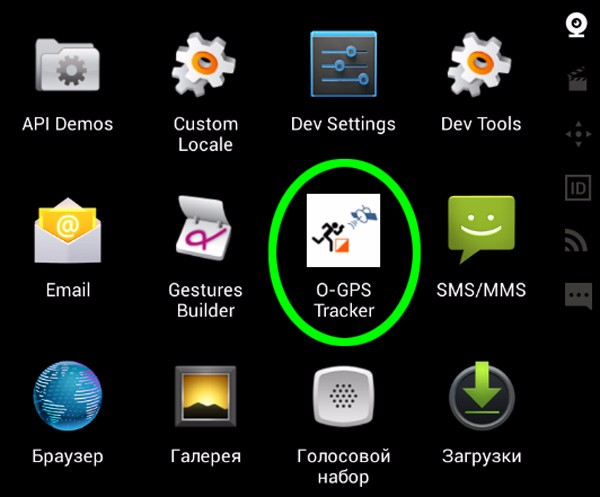 API Demos
Custom
Locale
Dev Settings
Dev Tools
@
Email
Gestures
Builder
O-GPS
Tracker
SMS/MMS
ID
Браузер
Галерея
Голосовой
набор
Загрузки